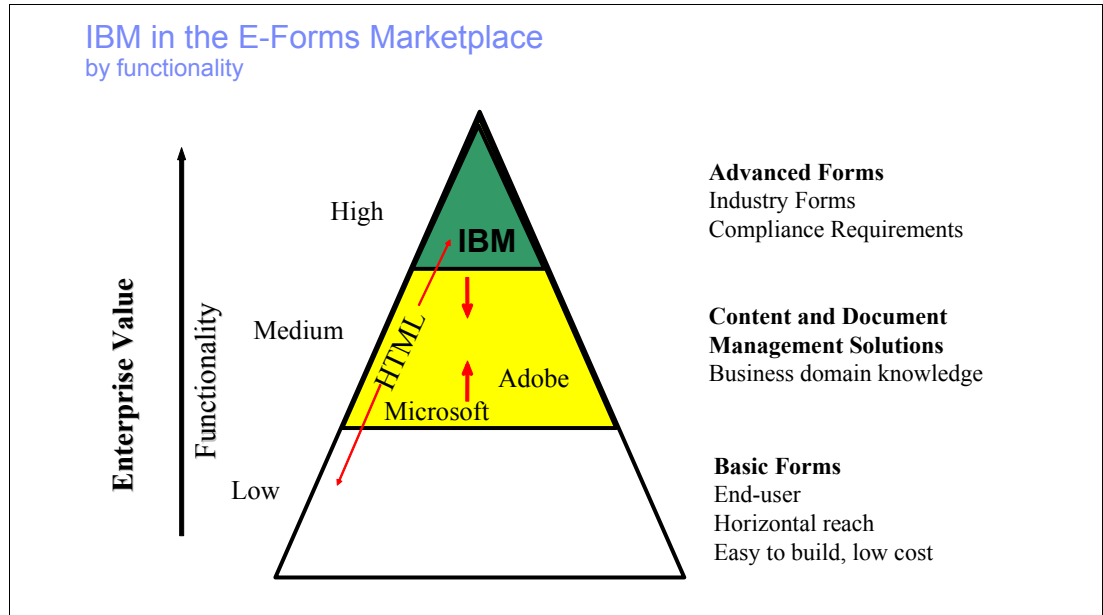 IBM in the E-Forms Marketplace
by functionality
Enterprise Value
Functionality
High
Medium
Low
IBM
HTML
Adobe
Microsoft
Advanced Forms
Industry Forms
Compliance Requirements
Content and Document
Management Solutions
Business domain knowledge
Basic Forms
End-user
Horizontal reach
Easy to build, low cost